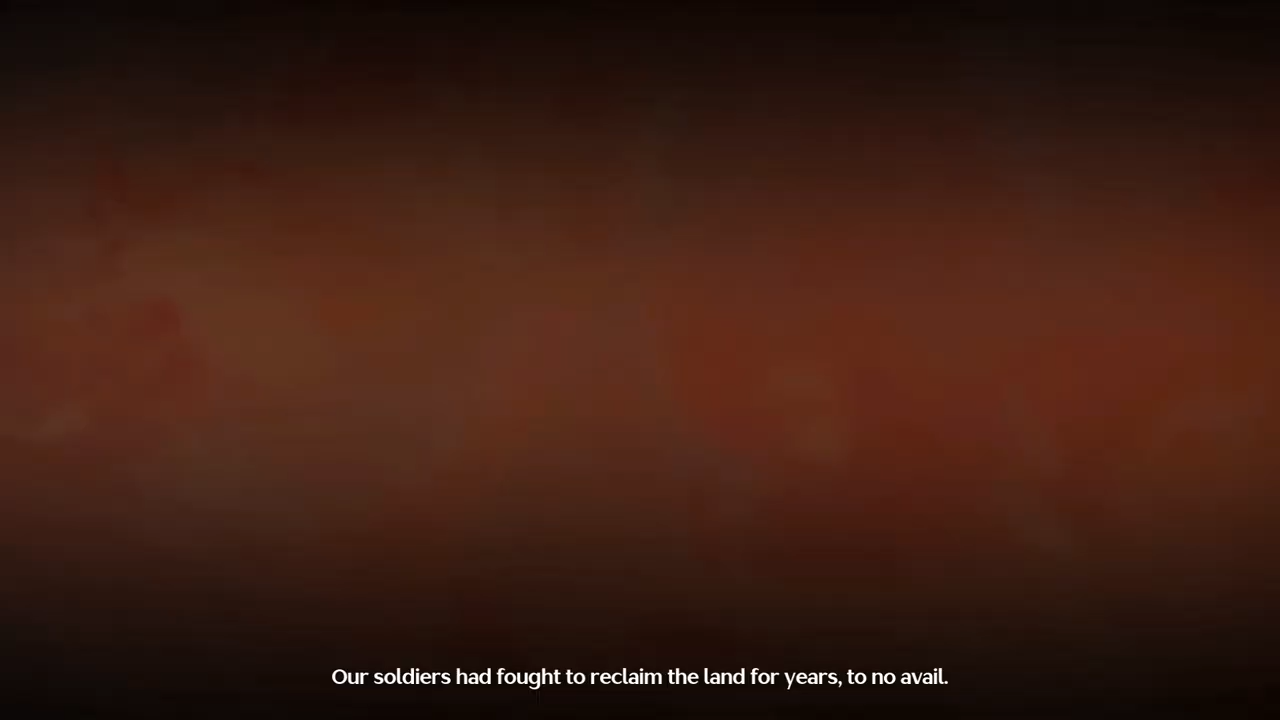 Our soldiers had fought to reclaim the land for years, to no avail.